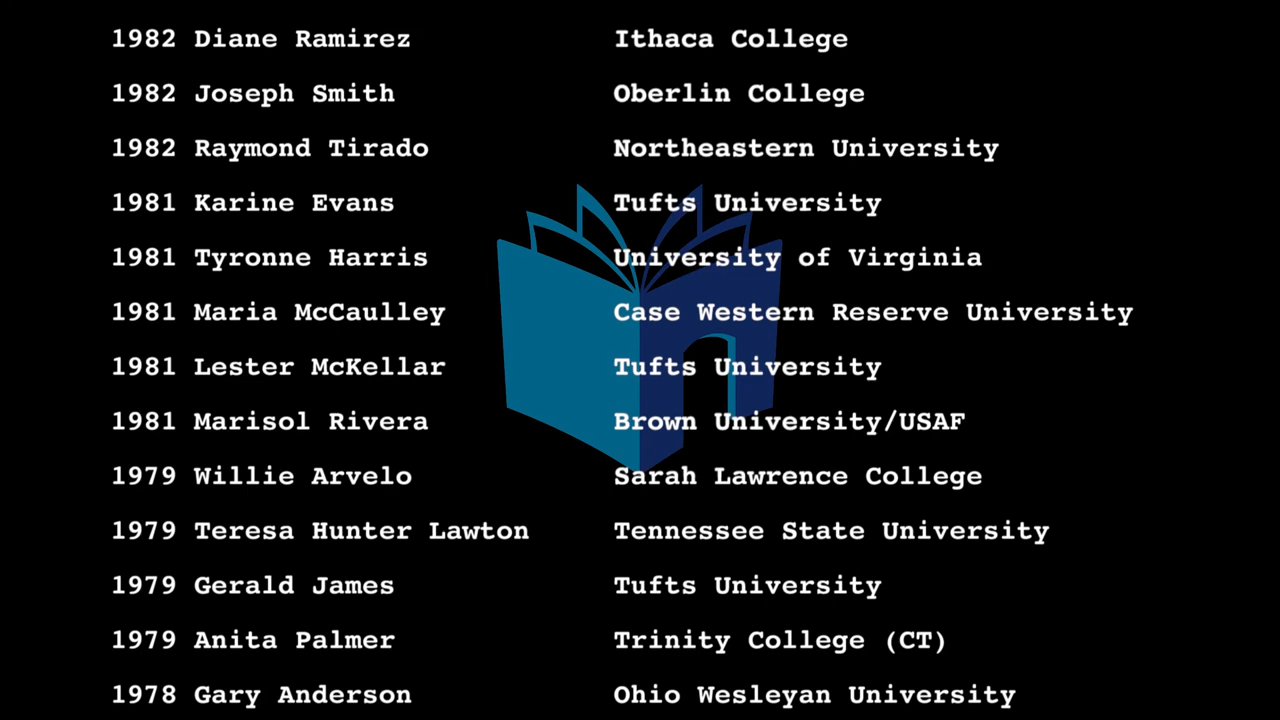 1982 Diane Ramirez Ithaca College
1982 Joseph Smith Oberlin College
1982 Raymond Tirado Northeastern University
1981 Karine Evans Tufts University
1981 Tyronne Harris University of Virginia
1981 Maria McCaulley Case Western Reserve University
1981 Lester McKellar Tufts University
1981 Marisol Rivera Brown University/USAF
1979 Willie Arvelo Sarah Lawrence College
1979 Teresa Hunter Lawton Tennessee State University
1979 Gerald James Tufts University
1979 Anita Palmer Trinity College (CT)
1978 Gary Anderson Ohio Wesleyan University